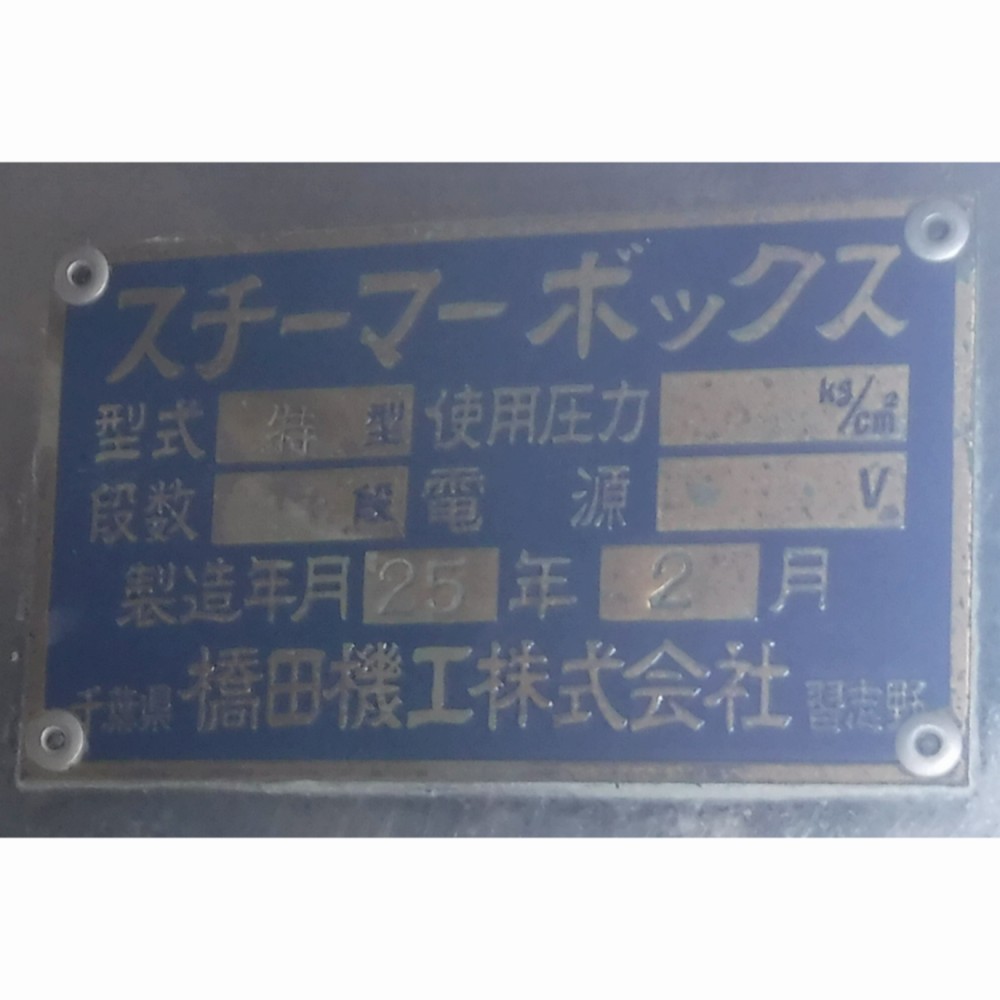 スチーマーボックス
型式 特 型 使用圧力 kg/cm²
段数 段 電源 V
製造年月 25 年 2 月
千葉県 橋田機工株式会社 習志野